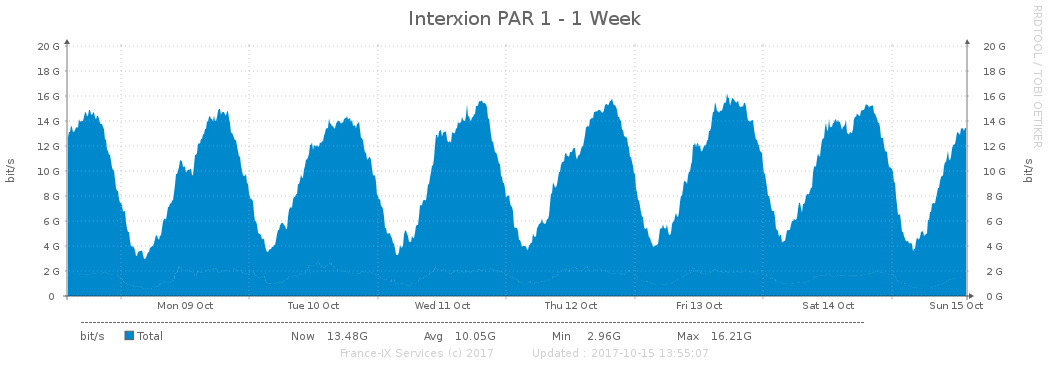 Interxion PAR 1 - 1 Week
RRDTOOL / TOBI OETIKER
20 G 20 G
18 G 18 G
16 G 16 G
14 G 14 G
12 G 12 G
10 G 10 G
8 G 8 G
6 G 6 G
4 G 4 G
2 G 2 G
0 0 G
bit/s
bit/s
Mon 09 Oct Tue 10 Oct Wed 11 Oct Thu 12 Oct Fri 13 Oct Sat 14 Oct Sun 15 Oct
bit/s Total Now 13.48G Avg 10.05G Min 2.96G Max 16.21G
France-IX Services (c) 2017 Updated : 2017-10-15 13:55:07